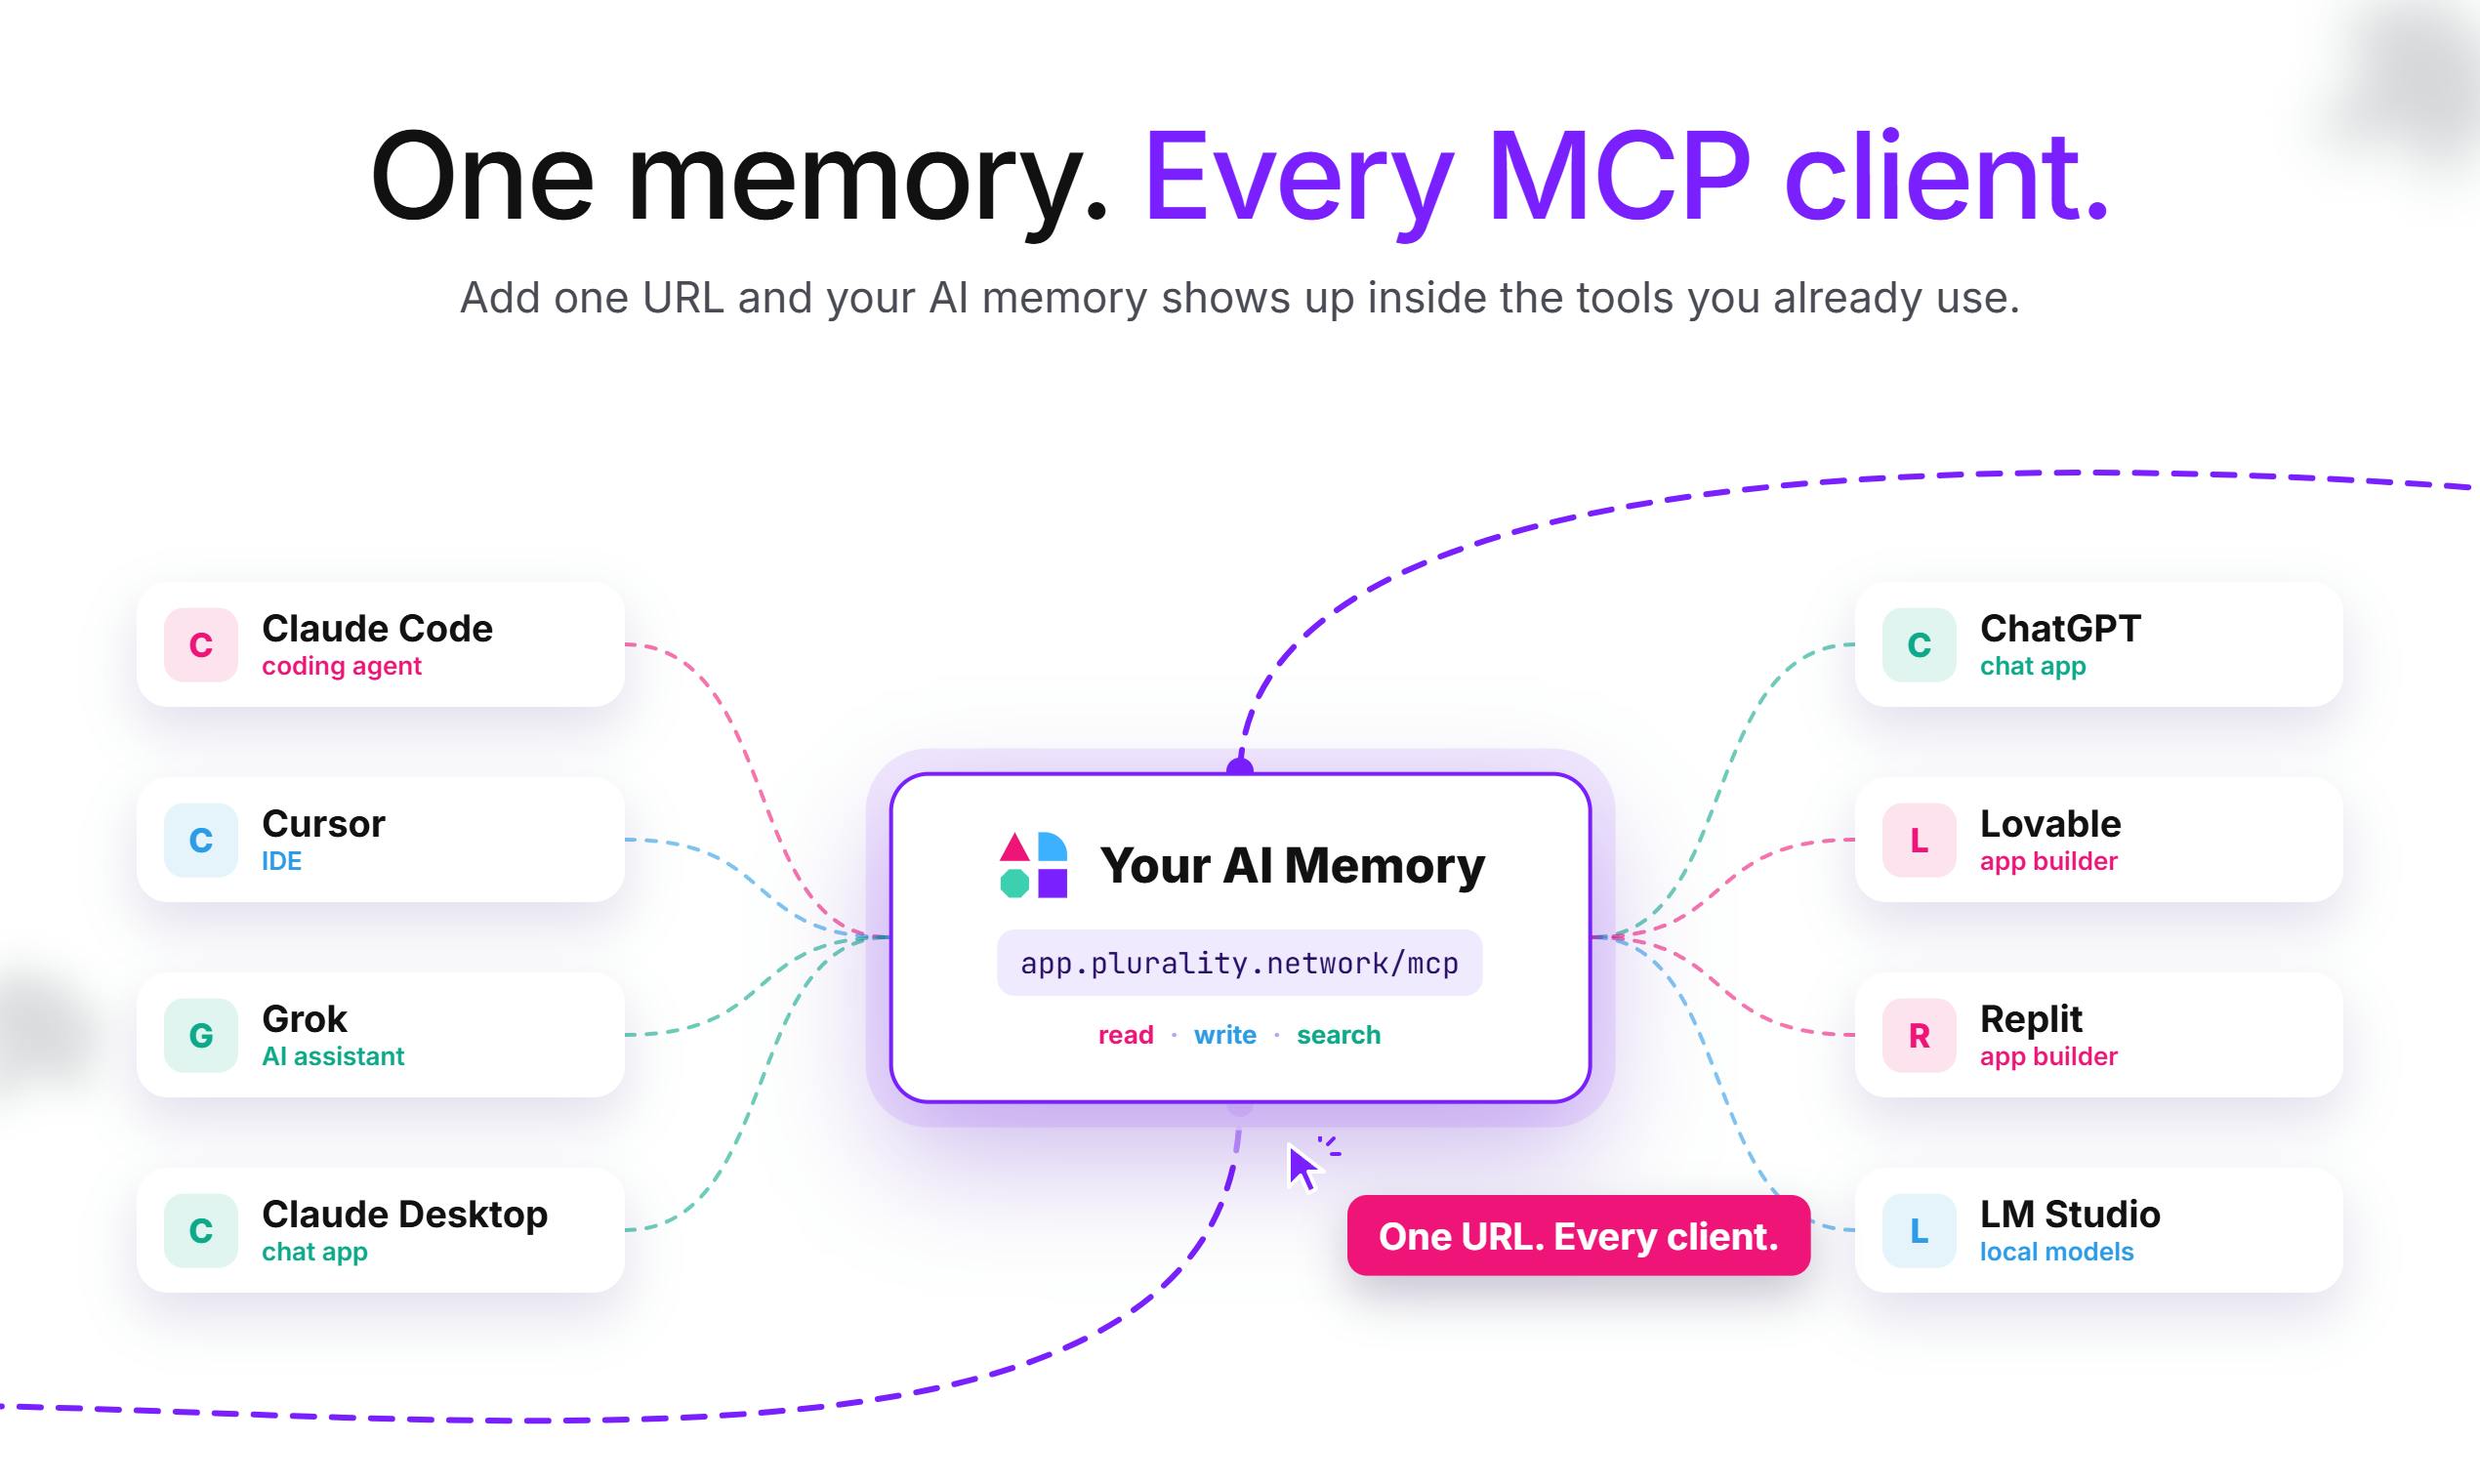 One memory. Every MCP client.
Add one URL and your AI memory shows up inside the tools you already use.
C
Claude Code
coding agent
C
Cursor
IDE
G
Grok
AI assistant
C
Claude Desktop
chat app
Your AI Memory
app.plurality.network/mcp
read · write · search
One URL. Every client.
C
ChatGPT
chat app
L
Lovable
app builder
R
Replit
app builder
L
LM Studio
local models